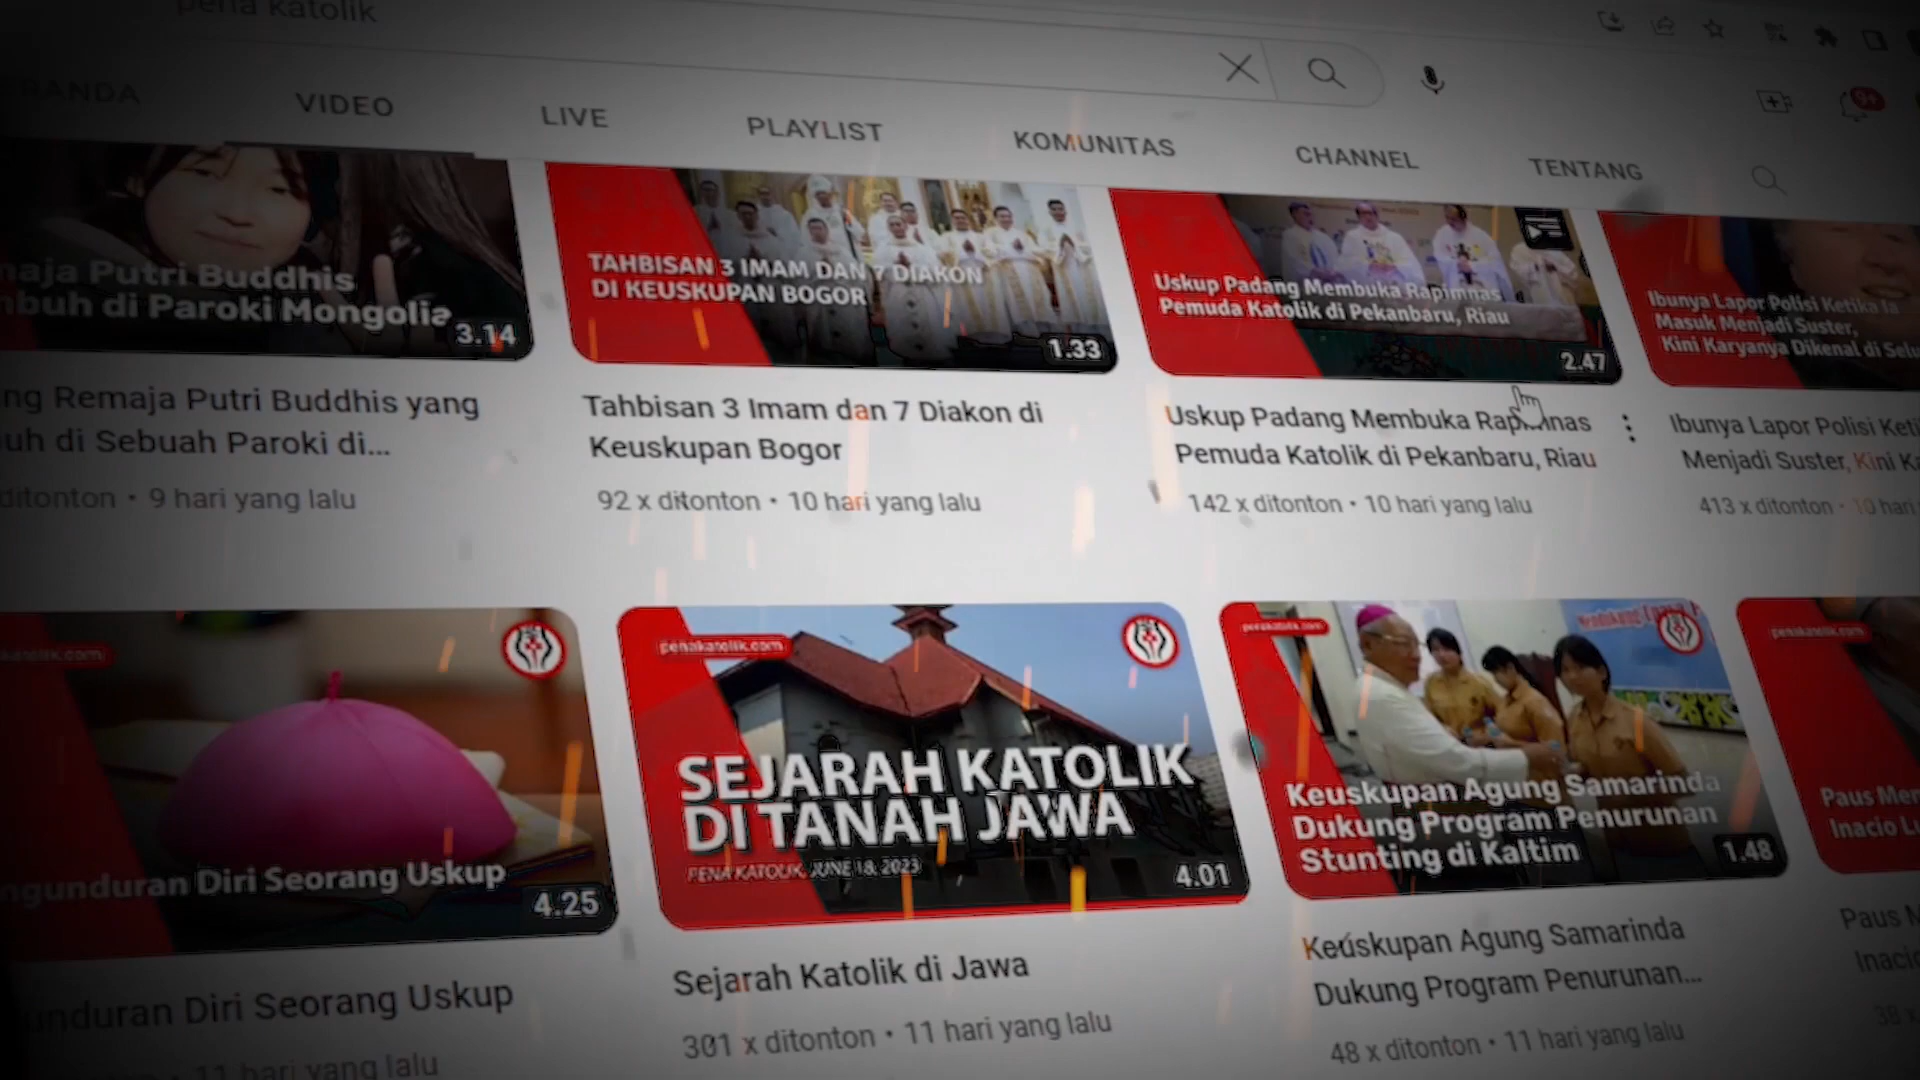 pena katolik
VIDEO
LIVE
PLAYLIST
KOMUNITAS
CHANNEL
TENTANG
9+
Putri Buddhis
di Paroki Mongolia
3.14
TAHBISAN 3 IMAM DAN 7 DIAKON
DI KEUSKUPAN BOGOR
1.33
Uskup Padang Membuka Rapimnas
Pemuda Katolik di Pekanbaru, Riau
2.47
Ibunya Lapor Polisi Ketika Ia
Masuk Menjadi Suster,
Kini Karyanya Dikenal di
Remaja Putri Buddhis yang
di Sebuah Paroki di...
ditonton • 9 hari yang lalu
Tahbisan 3 Imam dan 7 Diakon di
Keuskupan Bogor
92 x ditonton • 10 hari yang lalu
Uskup Padang Membuka Rapimnas
Pemuda Katolik di Pekanbaru, Riau
142 x ditonton • 10 hari yang lalu
Ibunya Lapor Polisi
Menjadi Suster, Kini
413 x ditonton • 10 hari
Diri Seorang Uskup
4.25
penakatolik.com
SEJARAH KATOLIK
DI TANAH JAWA
PENA KATOLIK, JUNE 18, 2023
4.01
penakatolik.com
Keuskupan Agung Samarinda
Dukung Program Penurunan
Stunting di Kaltim
1.48
penakatolik.com
Paus
Inacio
Diri Seorang Uskup
11 hari yang lalu
Sejarah Katolik di Jawa
301 x ditonton • 11 hari yang lalu
Keuskupan Agung Samarinda
Dukung Program Penurunan...
48 x ditonton • 11 hari yang lalu
Paus
38 x